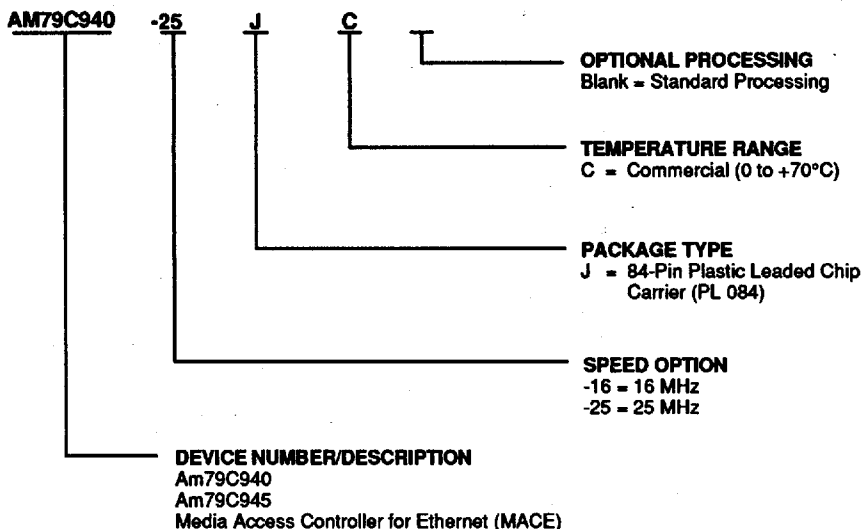 AM79C940 -25 J C
OPTIONAL PROCESSING
Blank = Standard Processing
TEMPERATURE RANGE
C = Commercial (0 to +70°C)
PACKAGE TYPE
J = 84-Pin Plastic Leaded Chip
Carrier (PL 084)
SPEED OPTION
-16 = 16 MHz
-25 = 25 MHz
DEVICE NUMBER/DESCRIPTION
Am79C940
Am79C945
Media Access Controller for Ethernet (MACE)